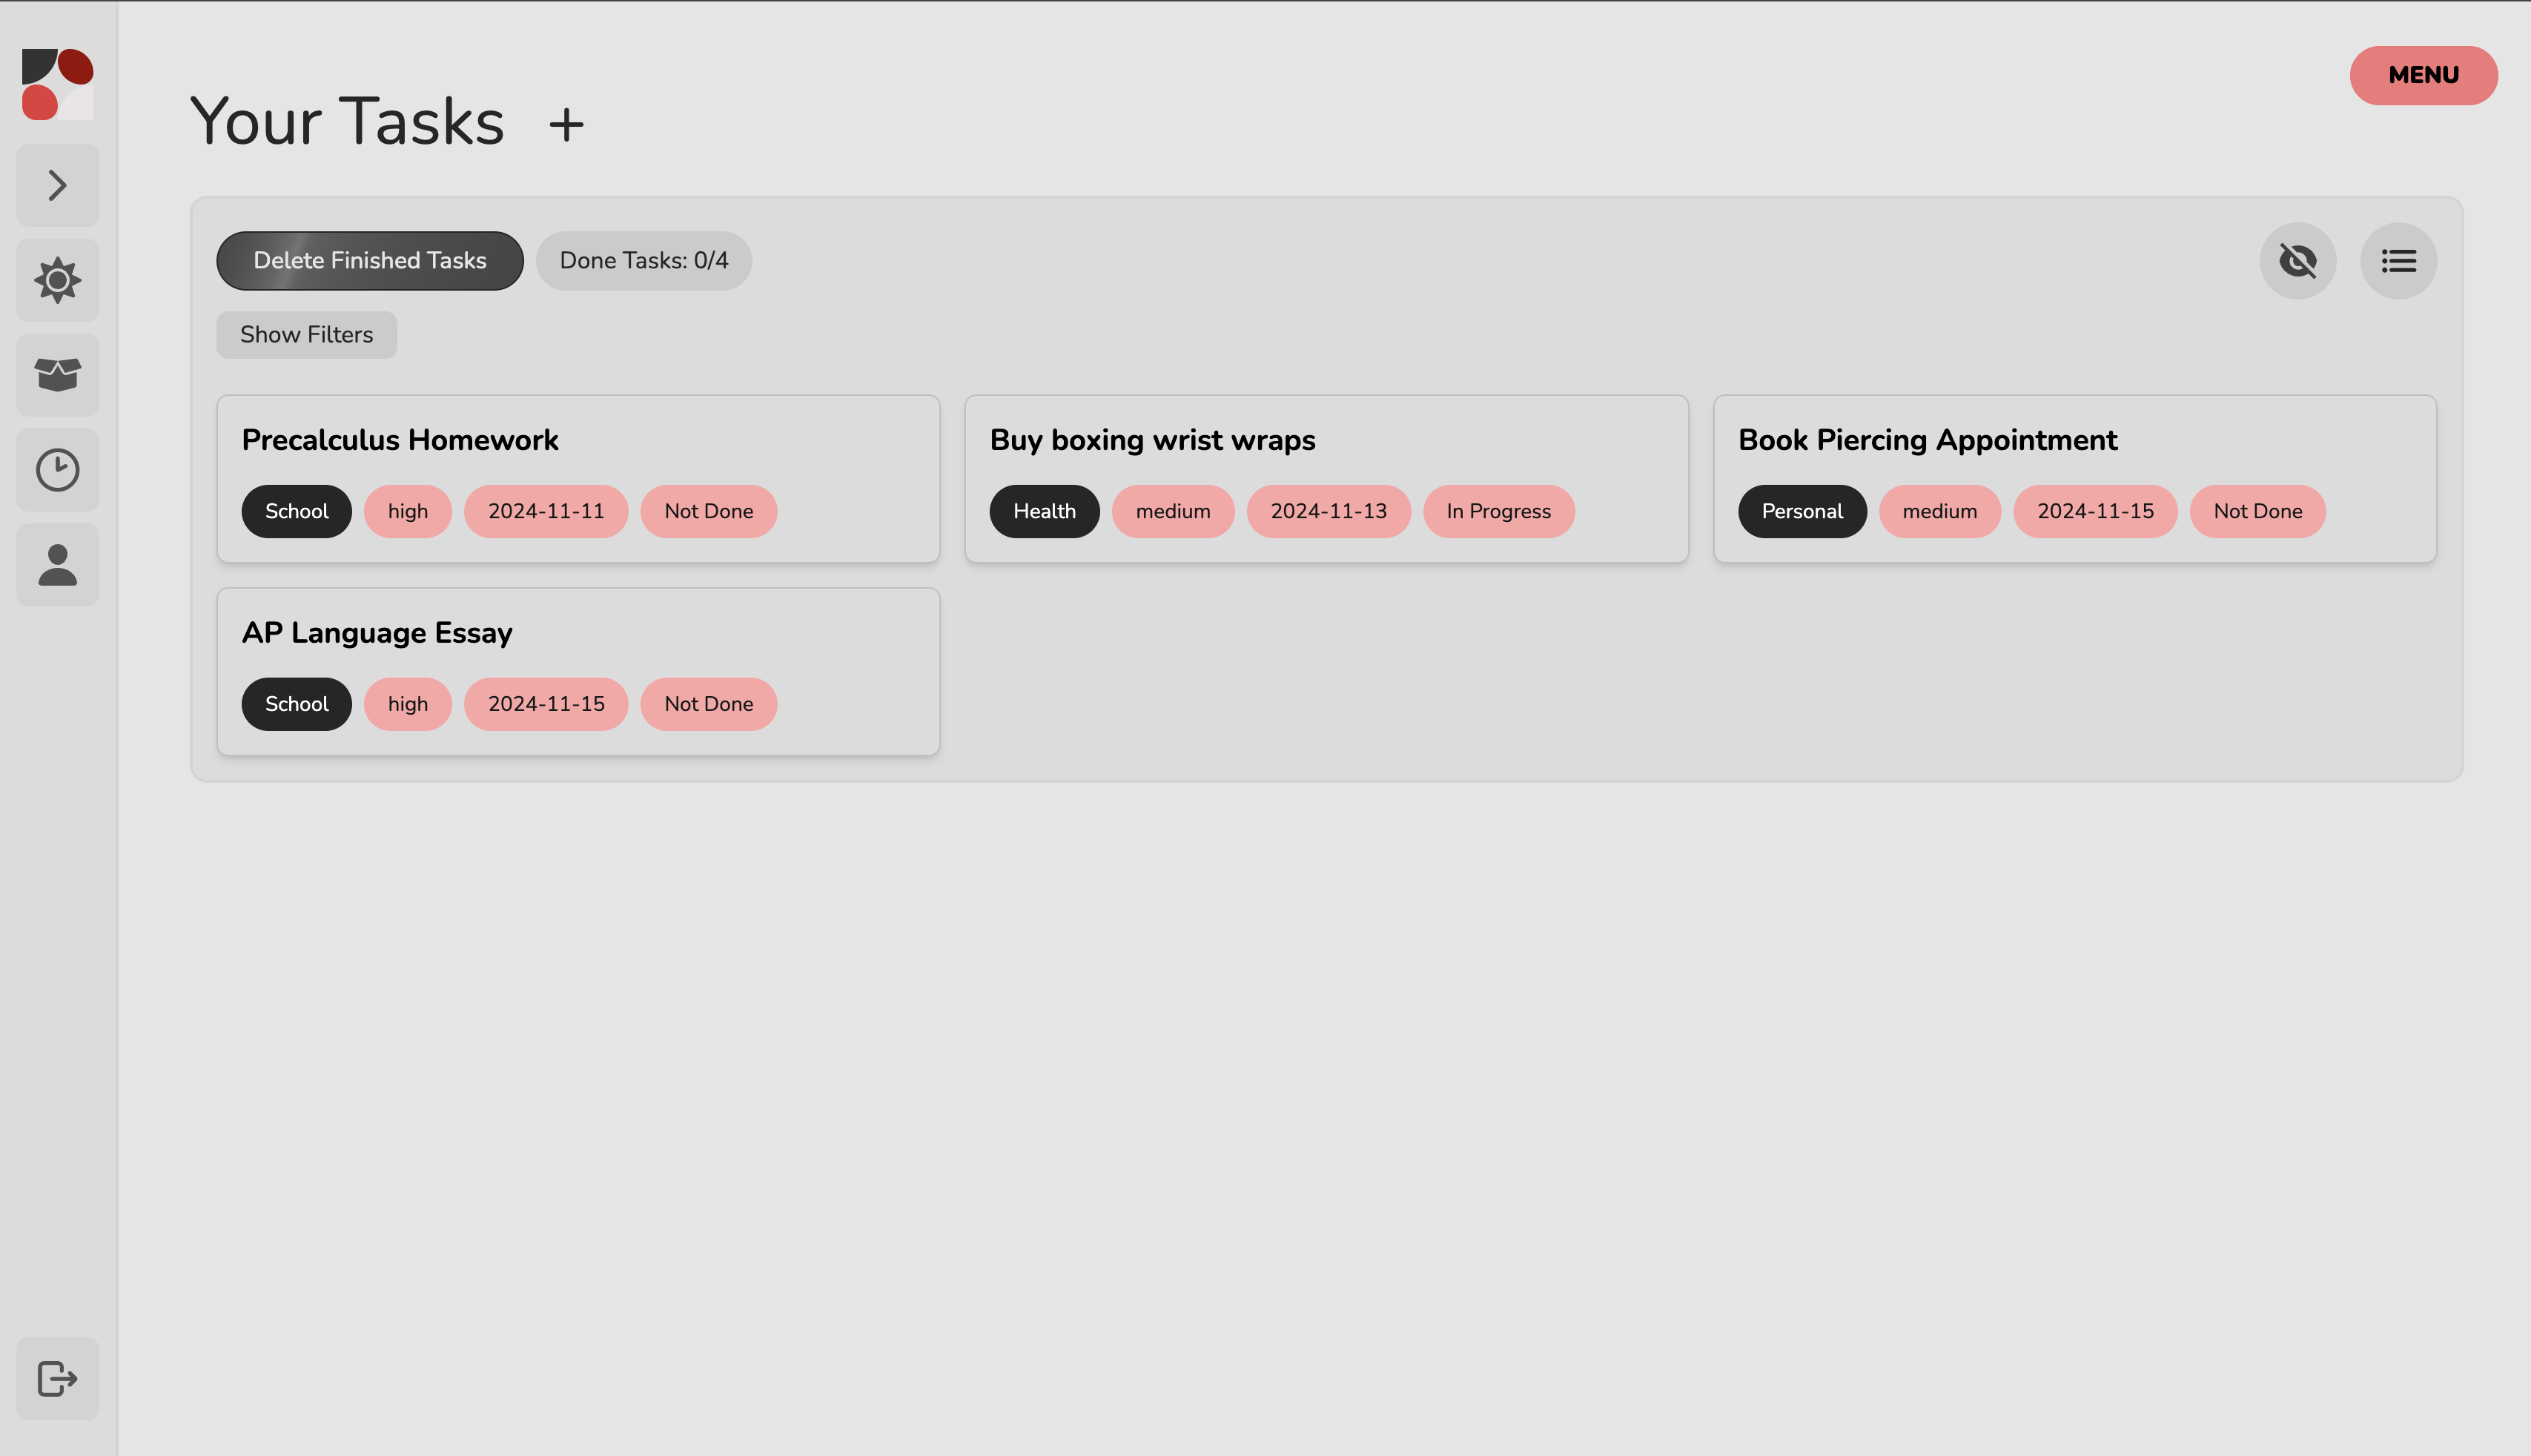 MENU
Your Tasks +
Delete Finished Tasks
Done Tasks: 0/4
Show Filters
Precalculus Homework
School high 2024-11-11 Not Done
Buy boxing wrist wraps
Health medium 2024-11-13 In Progress
Book Piercing Appointment
Personal medium 2024-11-15 Not Done
AP Language Essay
School high 2024-11-15 Not Done